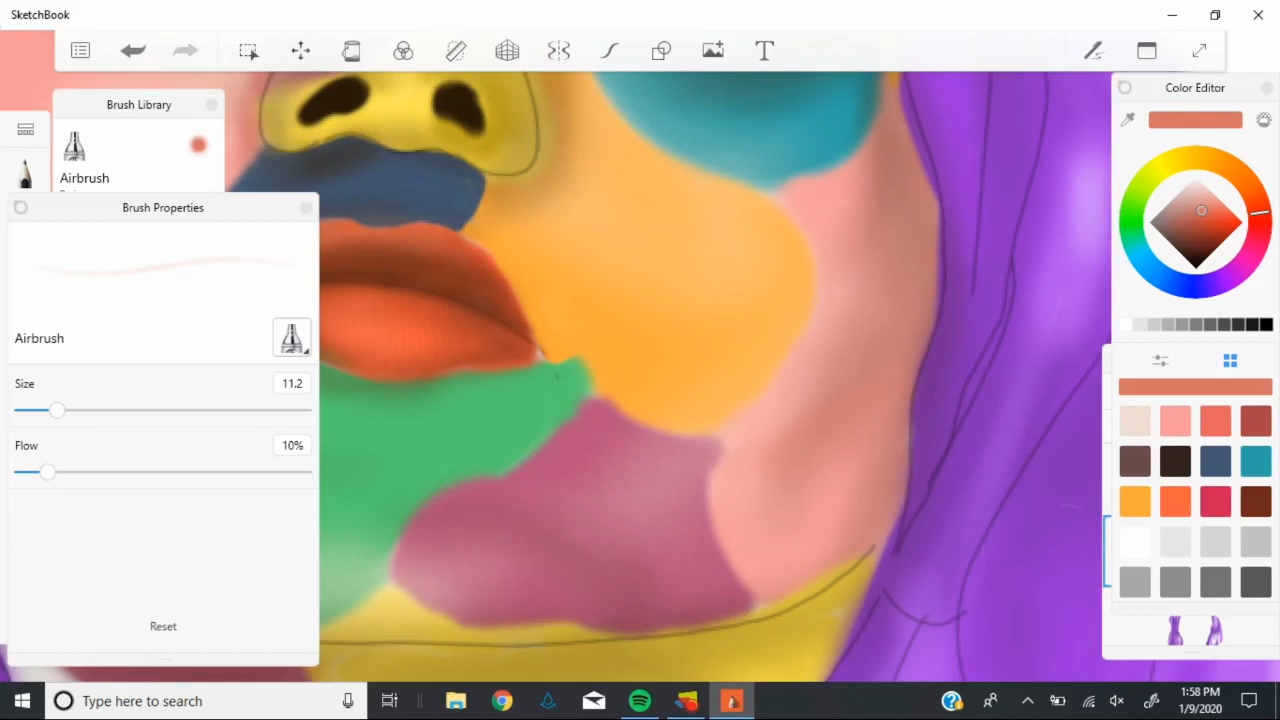 SketchBook
T
Brush Library
Color Editor
Airbrush
Brush Properties
Airbrush
Size
11.2
Flow
10%
Reset
Type here to search
1:58 PM
1/9/2020